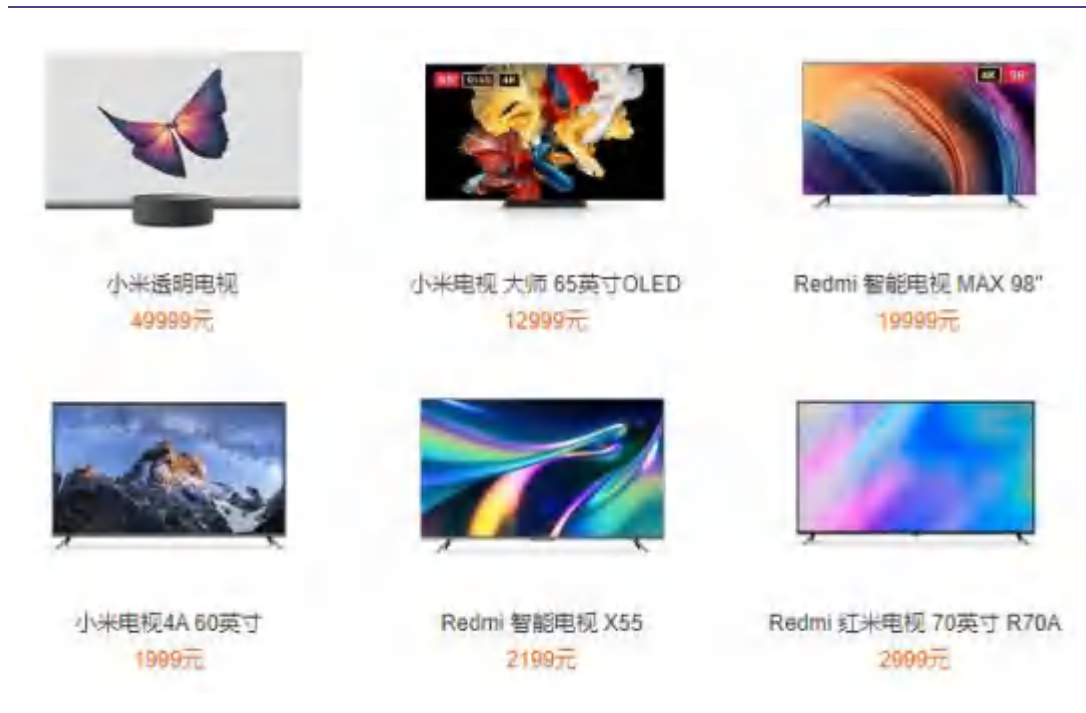 小米透明电视
49999元
小米电视 大师 65英寸OLED
12999元
4K 98"
Redmi 智能电视 MAX 98"
19999元
小米电视4A 60英寸
1999元
Redmi 智能电视 X55
2199元
Redmi 红米电视 70英寸 R70A
2999元